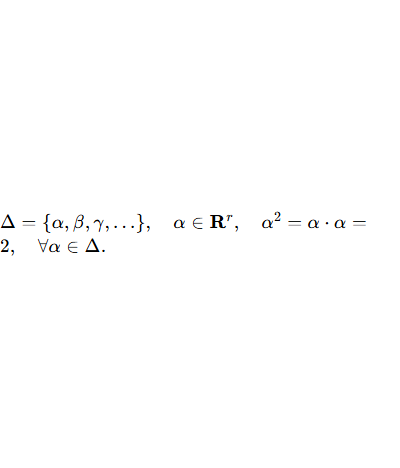 Δ = {α, β, γ, . . .}, α ∈ R^r, α^2 = α · α =
2, ∀α ∈ Δ.